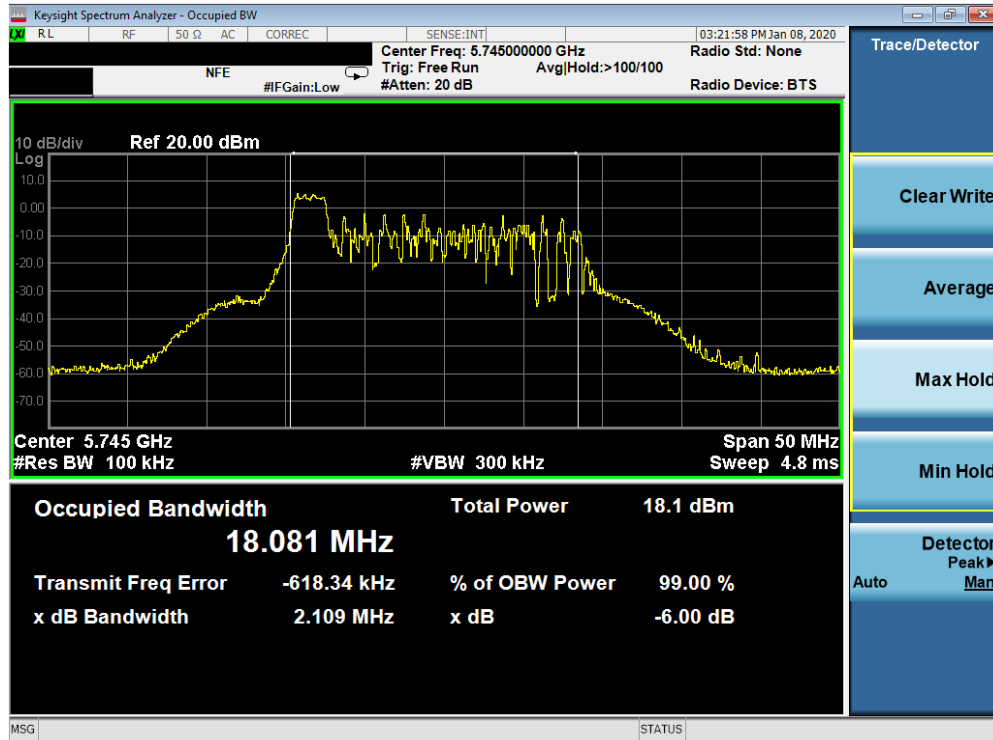 Keysight Spectrum Analyzer - Occupied BW
LXI RL RF 50 Ω AC CORREC SENSE:INT 03:21:58 PM Jan 08, 2020
Center Freq: 5.745000000 GHz Radio Std: None
NFE Trig: Free Run Avg|Hold:>100/100
#IFGain:Low #Atten: 20 dB Radio Device: BTS
10 dB/div Ref 20.00 dBm
Log
10.0
0.00
-10.0
-20.0
-30.0
-40.0
-50.0
-60.0
-70.0
Center 5.745 GHz Span 50 MHz
#Res BW 100 kHz #VBW 300 kHz Sweep 4.8 ms
Occupied Bandwidth Total Power 18.1 dBm
18.081 MHz
Transmit Freq Error -618.34 kHz % of OBW Power 99.00 %
x dB Bandwidth 2.109 MHz x dB -6.00 dB
MSG STATUS
Trace/Detector
Clear Write
Average
Max Hold
Min Hold
Detector
Peak▶
Auto Man